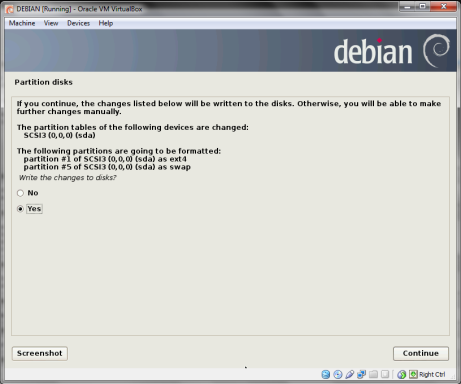 DEBIAN [Running] - Oracle VM VirtualBox
Machine View Devices Help
debian
Partition disks
If you continue, the changes listed below will be written to the disks. Otherwise, you will be able to make
further changes manually.
The partition tables of the following devices are changed:
SCSI3 (0,0,0) (sda)
The following partitions are going to be formatted:
partition #1 of SCSI3 (0,0,0) (sda) as ext4
partition #5 of SCSI3 (0,0,0) (sda) as swap
Write the changes to disks?
No
Yes
Screenshot Continue
Right Ctrl